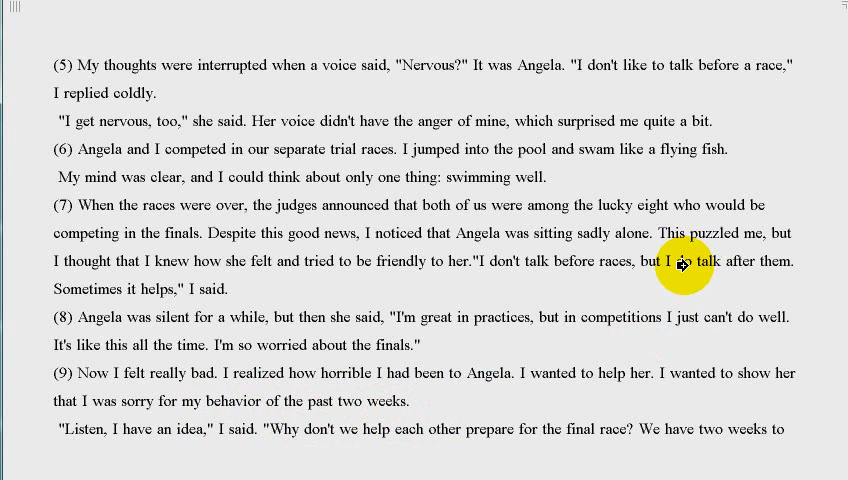 (5) My thoughts were interrupted when a voice said, "Nervous?" It was Angela. "I don't like to talk before a race,"
I replied coldly.
"I get nervous, too," she said. Her voice didn't have the anger of mine, which surprised me quite a bit.
(6) Angela and I competed in our separate trial races. I jumped into the pool and swam like a flying fish.
My mind was clear, and I could think about only one thing: swimming well.
(7) When the races were over, the judges announced that both of us were among the lucky eight who would be
competing in the finals. Despite this good news, I noticed that Angela was sitting sadly alone. This puzzled me, but
I thought that I knew how she felt and tried to be friendly to her."I don't talk before races, but I do talk after them.
Sometimes it helps," I said.
(8) Angela was silent for a while, but then she said, "I'm great in practices, but in competitions I just can't do well.
It's like this all the time. I'm so worried about the finals."
(9) Now I felt really bad. I realized how horrible I had been to Angela. I wanted to help her. I wanted to show her
that I was sorry for my behavior of the past two weeks.
"Listen, I have an idea," I said. "Why don't we help each other prepare for the final race? We have two weeks to